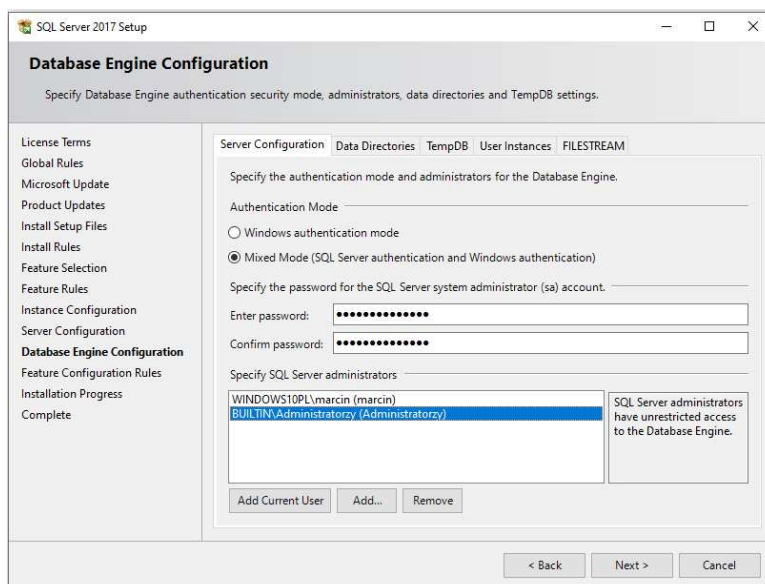 SQL Server 2017 Setup
Database Engine Configuration
Specify Database Engine authentication security mode, administrators, data directories and TempDB settings.
License Terms
Global Rules
Microsoft Update
Product Updates
Install Setup Files
Install Rules
Feature Selection
Feature Rules
Instance Configuration
Server Configuration
Database Engine Configuration
Feature Configuration Rules
Installation Progress
Complete
Server Configuration Data Directories TempDB User Instances FILESTREAM
Specify the authentication mode and administrators for the Database Engine.
Authentication Mode
Windows authentication mode
Mixed Mode (SQL Server authentication and Windows authentication)
Specify the password for the SQL Server system administrator (sa) account.
Enter password: ●●●●●●●●●●●●●●
Confirm password: ●●●●●●●●●●●●●●
Specify SQL Server administrators
WINDOWS10PL\marcin (marcin)
BUILTIN\Administratorzy (Administratorzy)
SQL Server administrators
have unrestricted access
to the Database Engine.
Add Current User Add... Remove
< Back Next > Cancel